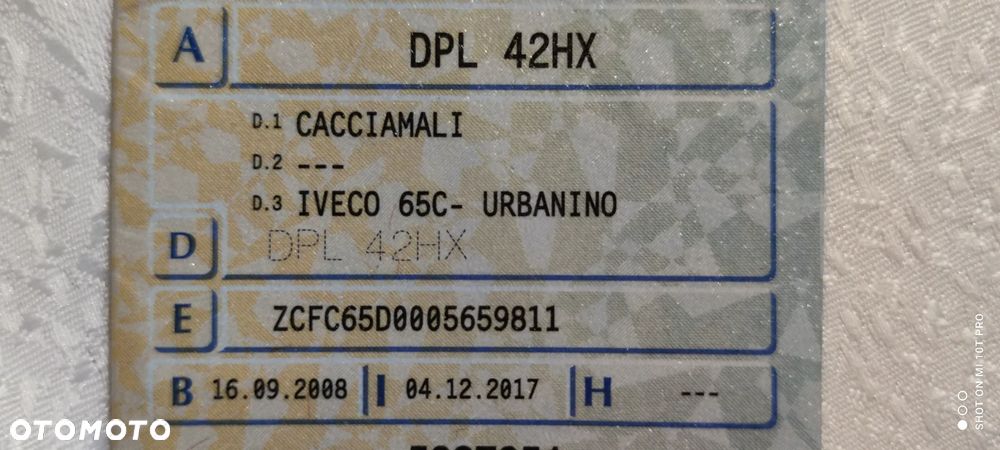 A DPL 42HX
D.1 CACCIAMALI
D.2 ---
D.3 IVECO 65C- URBANINO
D DPL 42HX
E ZCFC65D0005659811
B 16.09.2008 I 04.12.2017 H ---
OTOMOTO
SHOT ON MI 10T PRO